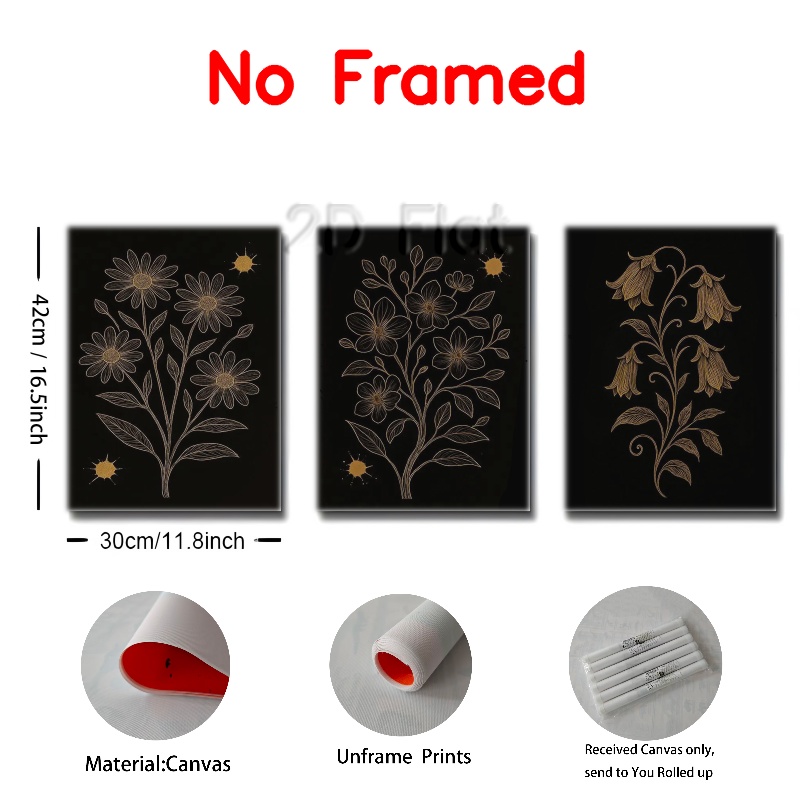 No Framed
2D Flat
42cm / 16.5inch
30cm/11.8inch
Material:Canvas
Unframe Prints
Received Canvas only,
send to You Rolled up